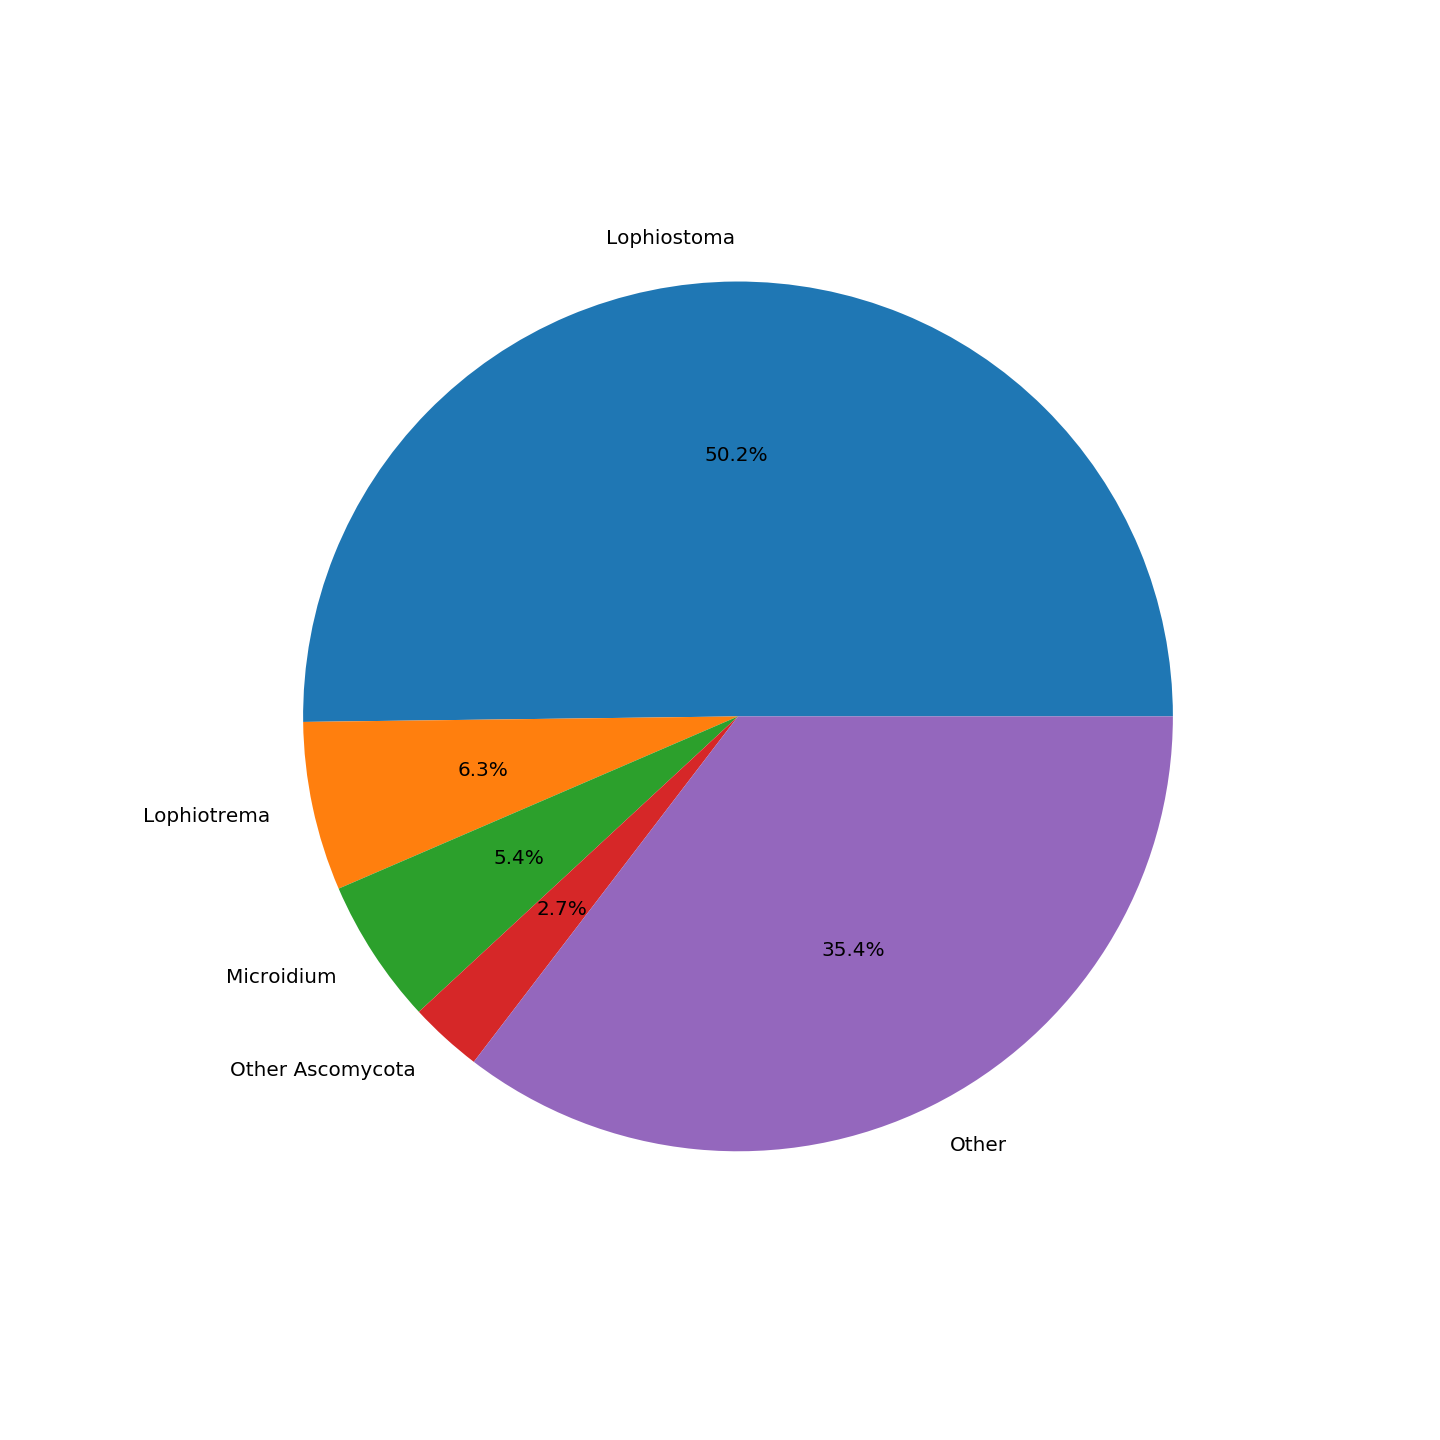 Lophiostoma
50.2%
6.3%
Lophiotrema
5.4%
2.7%
35.4%
Microidium
Other Ascomycota
Other